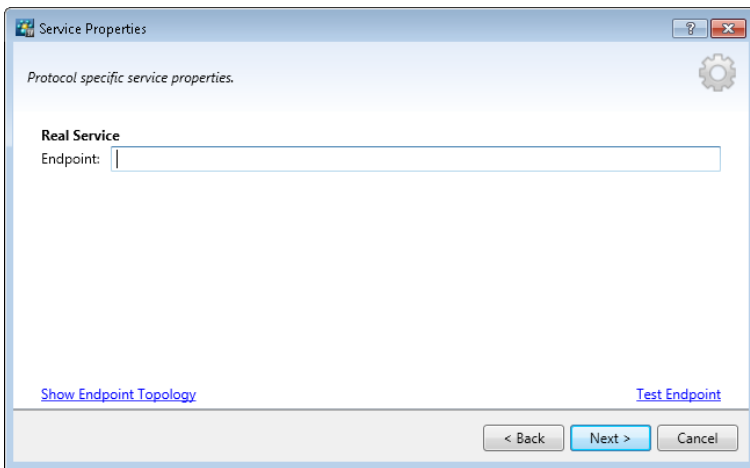 Service Properties
Protocol specific service properties.
Real Service
Endpoint:
Show Endpoint Topology Test Endpoint
< Back Next > Cancel